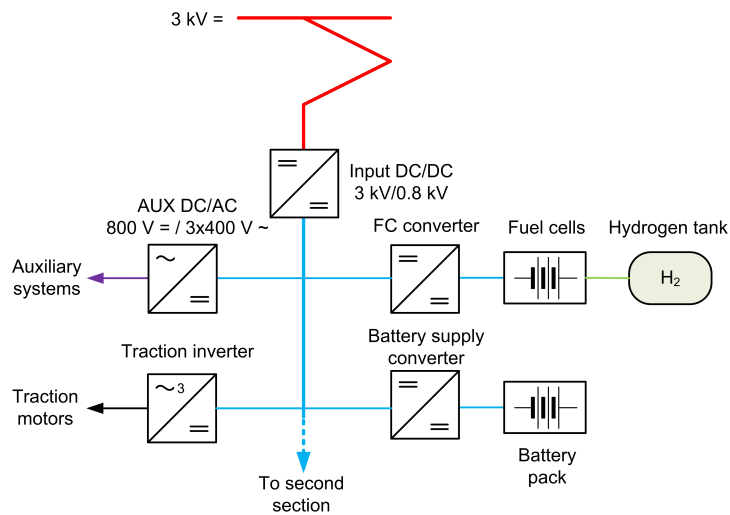 3 kV =
Input DC/DC
3 kV/0.8 kV
AUX DC/AC
800 V = / 3x400 V ~
FC converter
Fuel cells
Hydrogen tank
Auxiliary
systems
H₂
Traction inverter
Battery supply
converter
3
Traction
motors
Battery
pack
To second
section